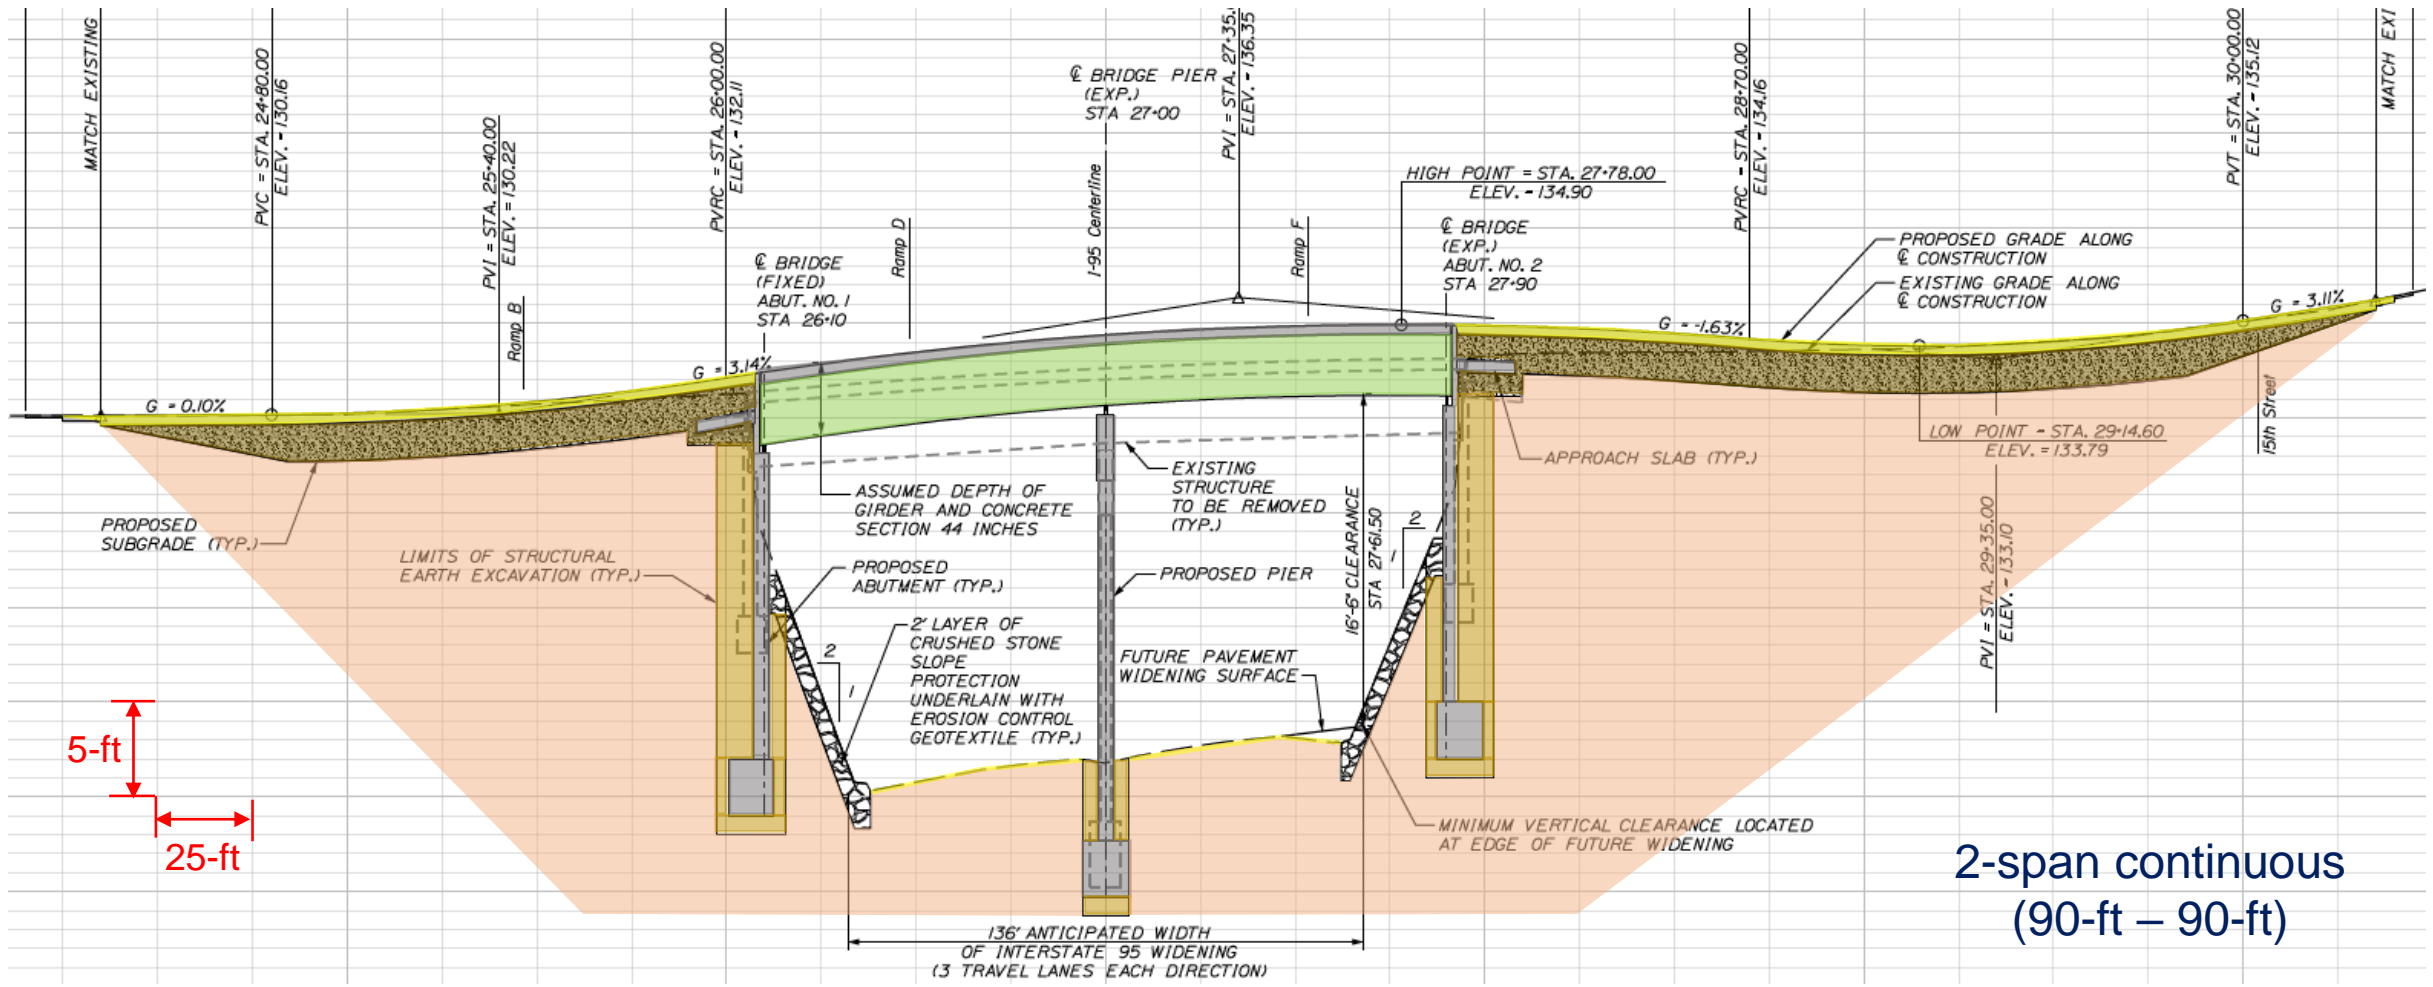 MATCH EXISTING
PVC = STA. 24+80.00
ELEV. - 130.16
PVI = STA. 25+40.00
ELEV. = 130.22
Ramp B
PVRC = STA. 26+00.00
ELEV. - 132.11
℄ BRIDGE
(FIXED)
ABUT. NO. 1
STA 26+10
Ramp D
℄ BRIDGE PIER
(EXP.)
STA 27+00
I-95 Centerline
PVI = STA. 27+35.
ELEV. - 136.35
Ramp F
HIGH POINT = STA. 27+78.00
ELEV. - 134.90
℄ BRIDGE
(EXP.)
ABUT. NO. 2
STA 27+90
PVRC - STA. 28+70.00
ELEV. - 134.16
PROPOSED GRADE ALONG
℄ CONSTRUCTION
EXISTING GRADE ALONG
℄ CONSTRUCTION
PVT = STA. 30+00.00
ELEV. - 135.12
MATCH EXI
G = 0.10%
G = 3.14%
G = -1.63%
G = 3.11%
15th Street
LOW POINT - STA. 29+14.60
ELEV. = 133.79
APPROACH SLAB (TYP.)
PVI = STA. 29+35.00
ELEV. - 133.10
PROPOSED
SUBGRADE (TYP.)
LIMITS OF STRUCTURAL
EARTH EXCAVATION (TYP.)
ASSUMED DEPTH OF
GIRDER AND CONCRETE
SECTION 44 INCHES
PROPOSED
ABUTMENT (TYP.)
2' LAYER OF
CRUSHED STONE
SLOPE
PROTECTION
UNDERLAIN WITH
EROSION CONTROL
GEOTEXTILE (TYP.)
2
1
EXISTING
STRUCTURE
TO BE REMOVED
(TYP.)
PROPOSED PIER
FUTURE PAVEMENT
WIDENING SURFACE
16'-6" CLEARANCE
STA 27+61.50
2
1
MINIMUM VERTICAL CLEARANCE LOCATED
AT EDGE OF FUTURE WIDENING
5-ft
25-ft
136' ANTICIPATED WIDTH
OF INTERSTATE 95 WIDENING
(3 TRAVEL LANES EACH DIRECTION)
2-span continuous
(90-ft – 90-ft)